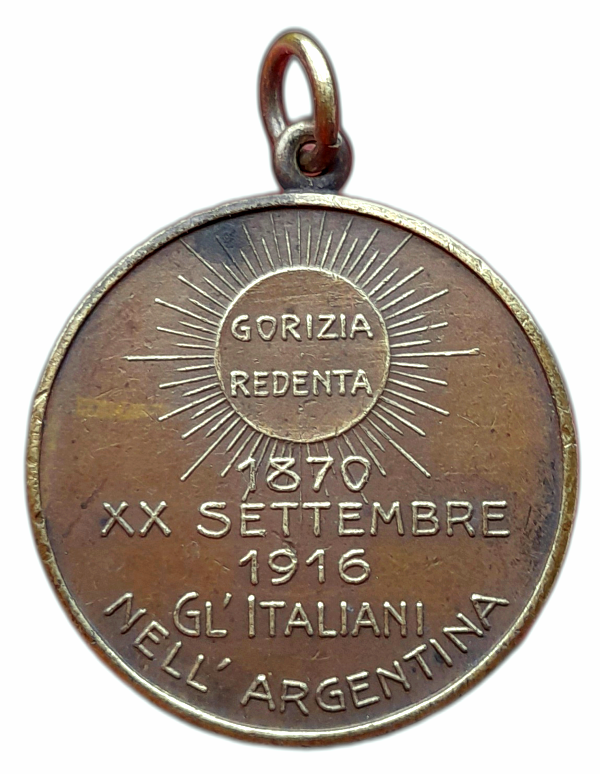 GORIZIA
REDENTA
1870
XX SETTEMBRE
1916
GL' ITALIANI
NELL' ARGENTINA